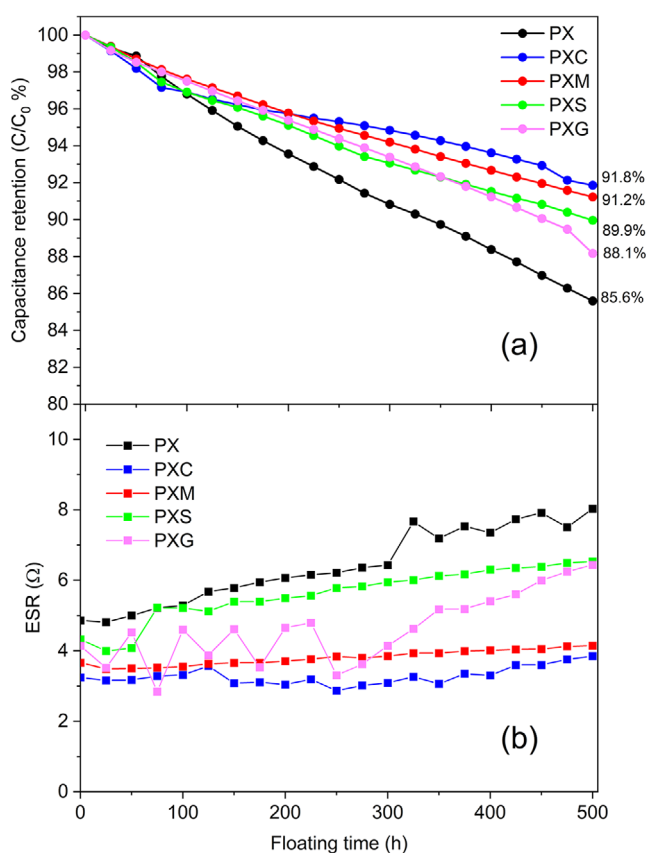 100
98
96
94
92
90
88
86
84
82
80
Capacitance retention (C/C₀ %)
PX
PXC
PXM
PXS
PXG
91.8%
91.2%
89.9%
88.1%
85.6%
(a)
10
8
6
4
2
0
ESR (Ω)
PX
PXC
PXM
PXS
PXG
(b)
0 100 200 300 400 500
Floating time (h)